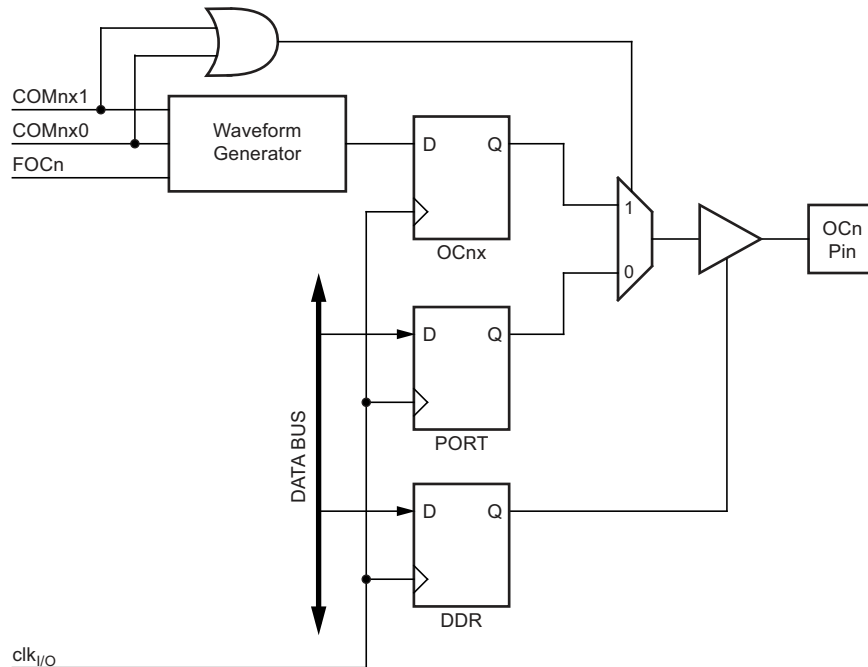 COMnx1
COMnx0
FOCn
Waveform
Generator
D Q
OCnx
1
0
OCn
Pin
D Q
PORT
DATA BUS
D Q
DDR
clkI/O